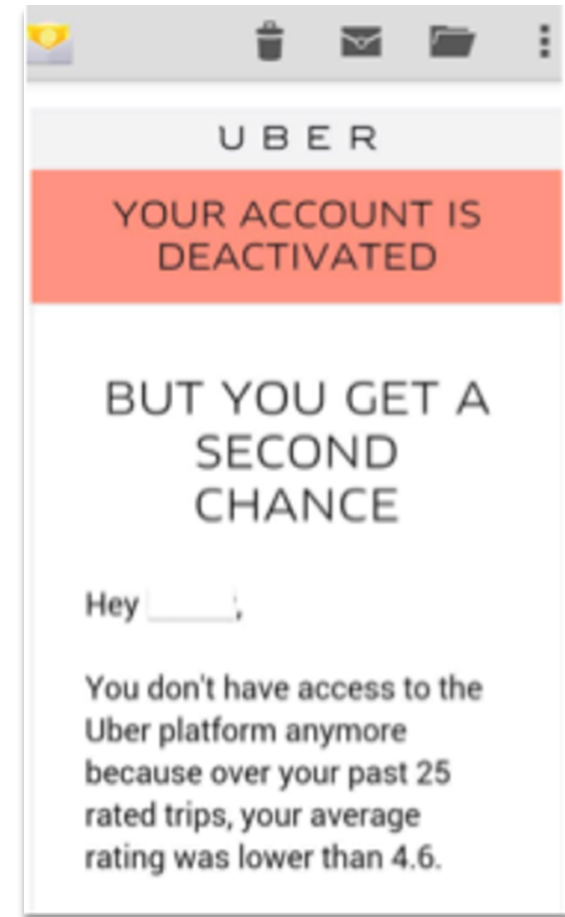 UBER
YOUR ACCOUNT IS
DEACTIVATED
BUT YOU GET A
SECOND
CHANCE
Hey ,
You don't have access to the
Uber platform anymore
because over your past 25
rated trips, your average
rating was lower than 4.6.